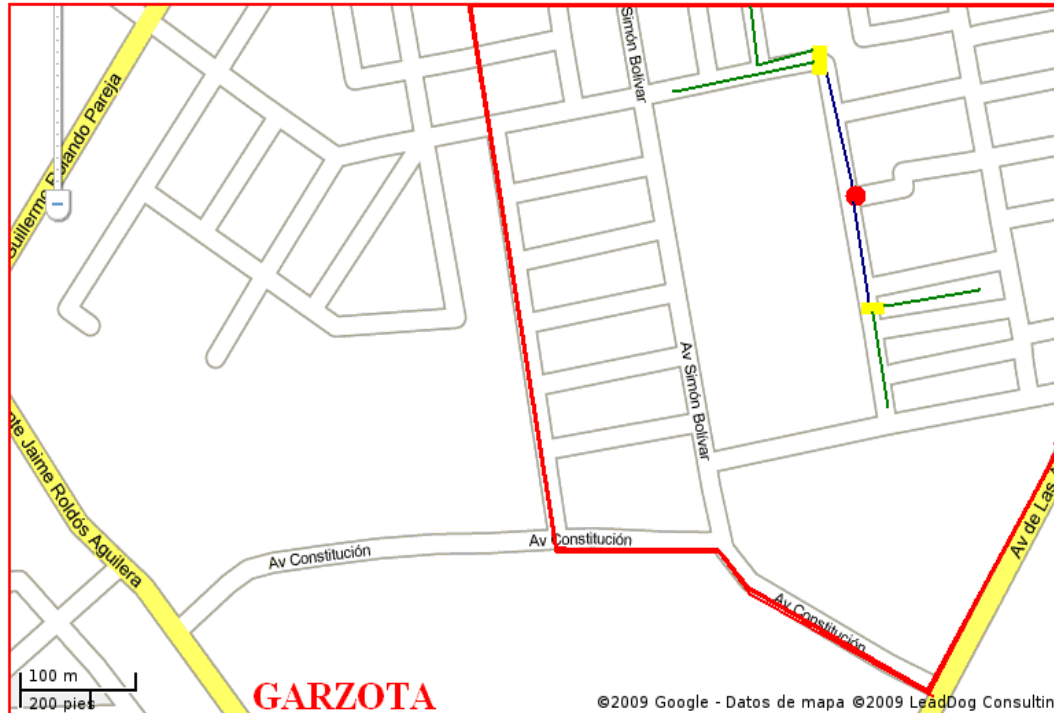 Simón Bolívar
Guillermo Rolando Pareja
Av Simón Bolívar
nte Jaime Roldós Aguilera
Av Constitución
Av Constitución
Av Constitución
Av de Las A
100 m
200 pies
GARZOTA
©2009 Google - Datos de mapa ©2009 LeadDog Consultin